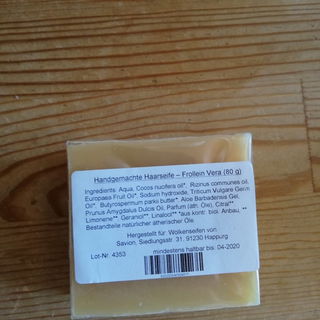 Handgemachte Haarseife – Frollein Vera (80 g)
Ingredients: Aqua, Cocos nucifera oil*, Ricinus communes oil,
Europaea Fruit Oil*, Sodium hydroxide, Triticum Vulgare Germ
Oil*, Butyrospermum parkii butter*, Aloe Barbadensis Gel,
Prunus Amygdalus Dulcis Oil, Parfum (äth. Öle), Citral**,
Limonene**, Geraniol**, Linalool** *aus kontr. biol. Anbau, **
Bestandteile natürlicher ätherischer Öle
Hergestellt für: Wolkenseifen von
Savion, Siedlungsstr. 31, 91230 Happurg
mindestens haltbar bis: 04-2020
Lot-Nr. 4353